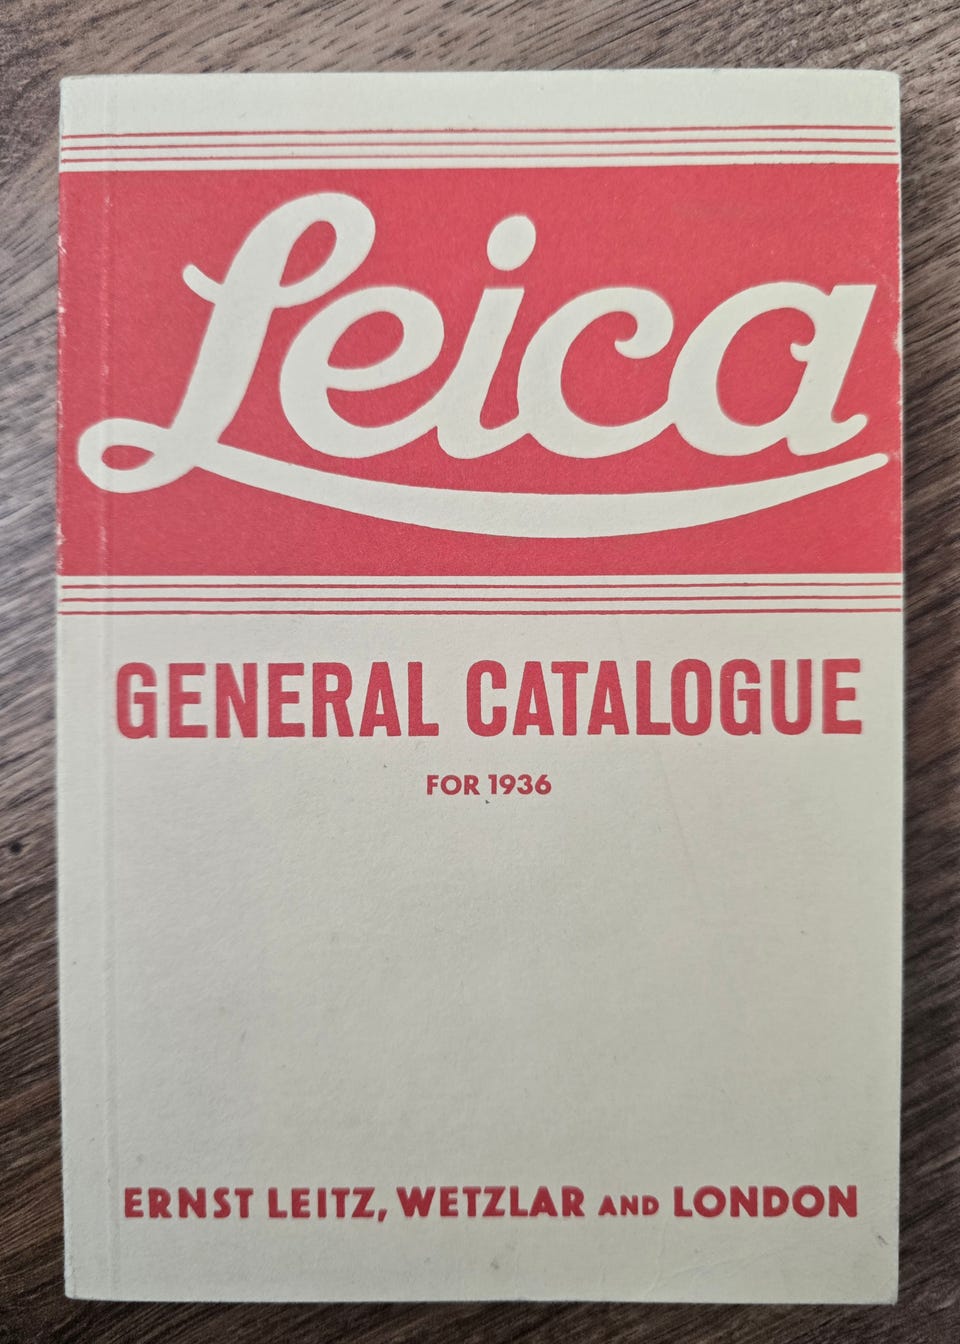 Leica
GENERAL CATALOGUE
FOR 1936
ERNST LEITZ, WETZLAR AND LONDON